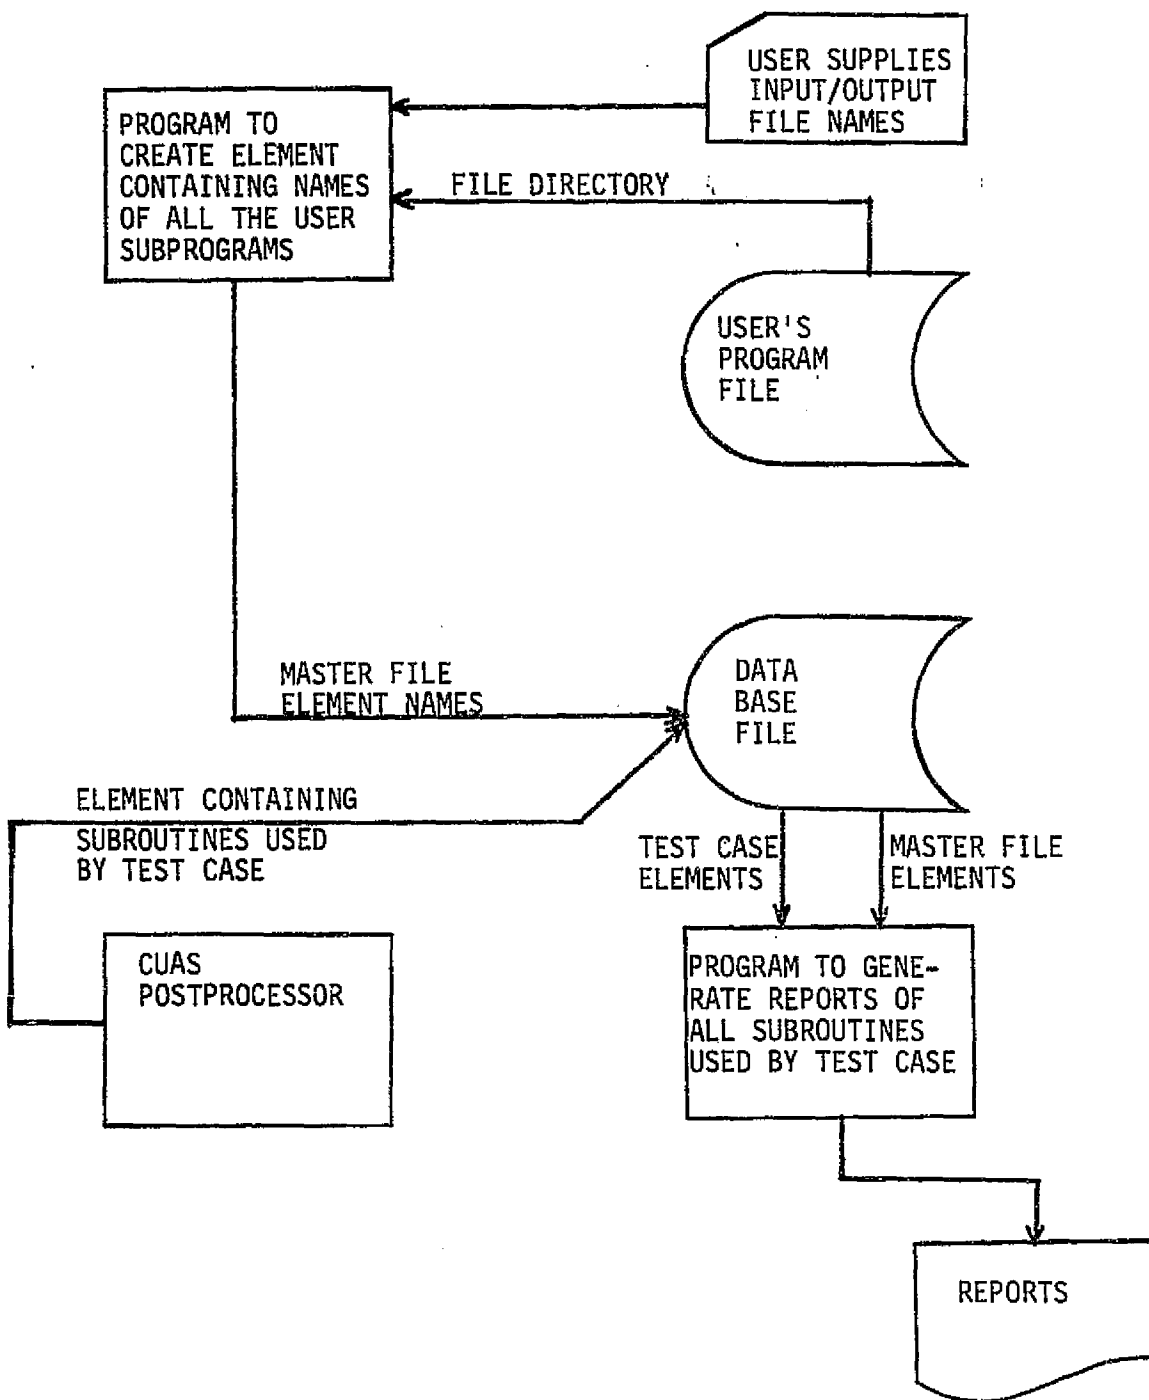 USER SUPPLIES
INPUT/OUTPUT
FILE NAMES
PROGRAM TO
CREATE ELEMENT
CONTAINING NAMES
OF ALL THE USER
SUBPROGRAMS
FILE DIRECTORY
USER'S
PROGRAM
FILE
MASTER FILE
ELEMENT NAMES
DATA
BASE
FILE
ELEMENT CONTAINING
SUBROUTINES USED
BY TEST CASE
TEST CASE
ELEMENTS
MASTER FILE
ELEMENTS
CUAS
POSTPROCESSOR
PROGRAM TO GENE-
RATE REPORTS OF
ALL SUBROUTINES
USED BY TEST CASE
REPORTS